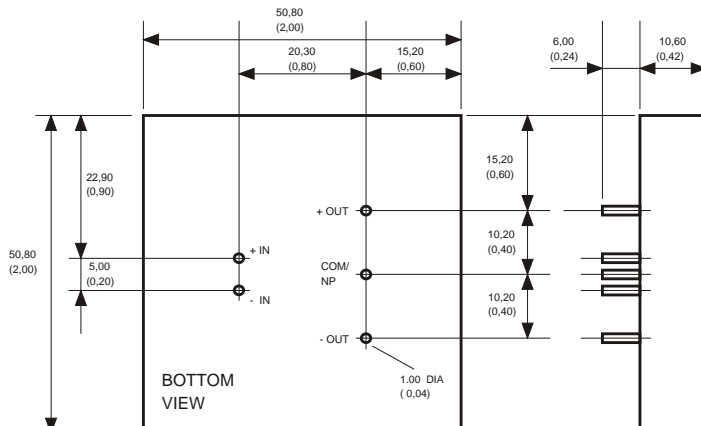 50,80
(2,00)
20,30
(0,80)
15,20
(0,60)
6,00
(0,24)
10,60
(0,42)
22,90
(0,90)
15,20
(0,60)
+ OUT
50,80
(2,00)
5,00
(0,20)
+ IN
- IN
COM/
NP
10,20
(0,40)
10,20
(0,40)
- OUT
BOTTOM
VIEW
1.00 DIA
( 0,04)